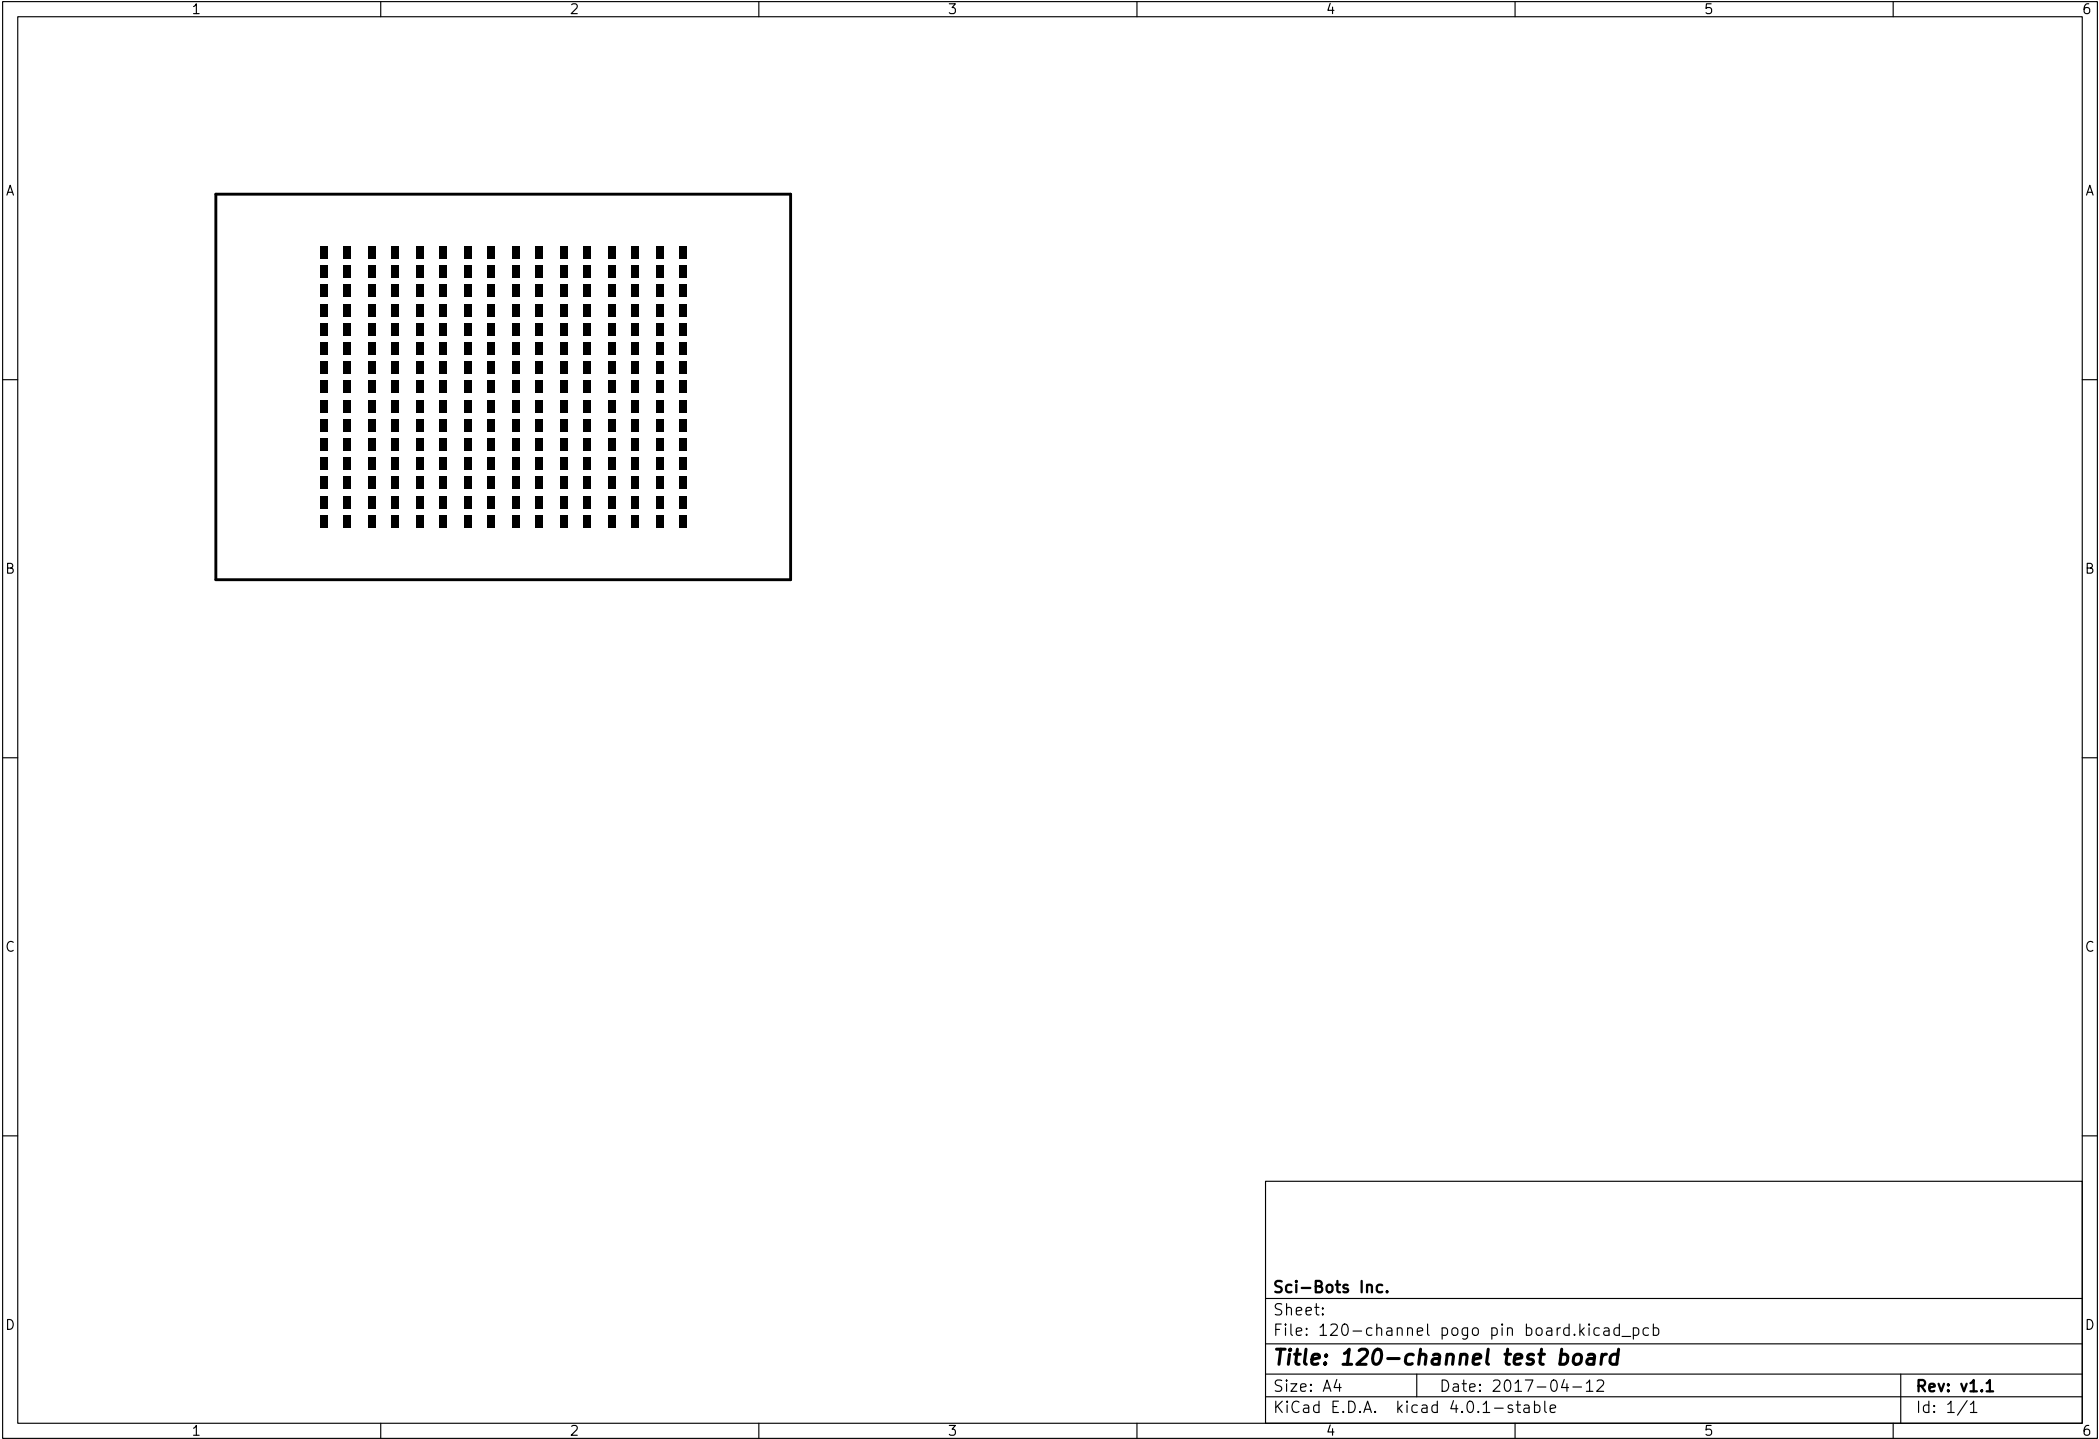 1 2 3 4 5 6
A A
B B
C C
Sci-Bots Inc.
Sheet:
D D
File: 120-channel pogo pin board.kicad_pcb
Title: 120-channel test board
Size: A4 Date: 2017-04-12 Rev: v1.1
KiCad E.D.A. kicad 4.0.1-stable Id: 1/1
1 2 3 4 5 6